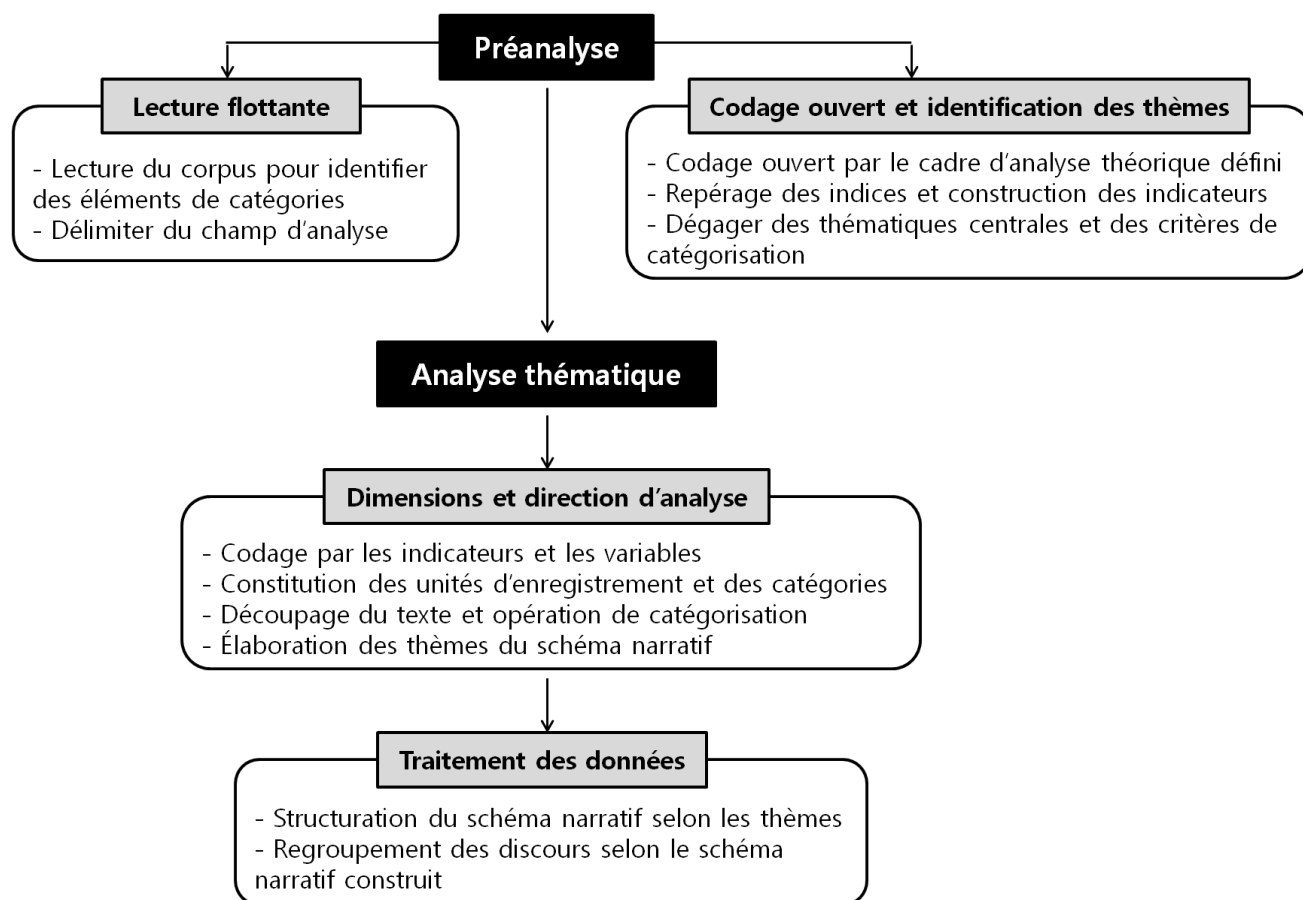 Préanalyse
Lecture flottante
- Lecture du corpus pour identifier
des éléments de catégories
- Délimiter du champ d'analyse
Codage ouvert et identification des thèmes
- Codage ouvert par le cadre d'analyse théorique défini
- Repérage des indices et construction des indicateurs
- Dégager des thématiques centrales et des critères de
catégorisation
Analyse thématique
Dimensions et direction d'analyse
- Codage par les indicateurs et les variables
- Constitution des unités d'enregistrement et des catégories
- Découpage du texte et opération de catégorisation
- Élaboration des thèmes du schéma narratif
Traitement des données
- Structuration du schéma narratif selon les thèmes
- Regroupement des discours selon le schéma
narratif construit